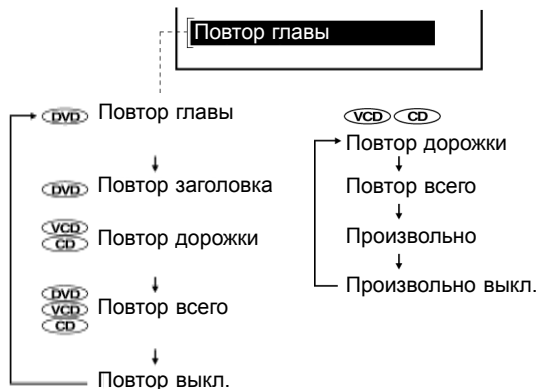 Повтор главы
DVD Повтор главы
DVD Повтор заголовка
VCD
CD Повтор дорожки
DVD
VCD Повтор всего
CD
Повтор выкл.
VCD CD
Повтор дорожки
Повтор всего
Произвольно
Произвольно выкл.